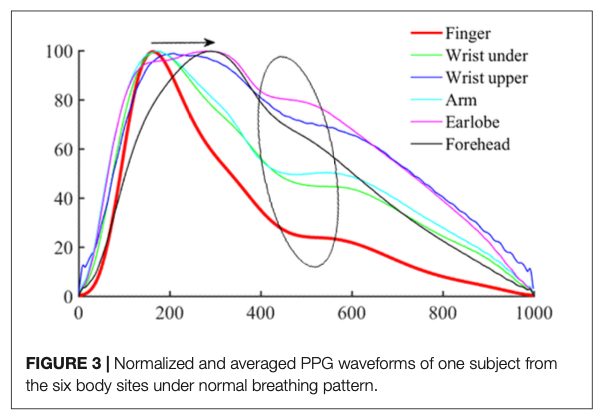 Finger
Wrist under
Wrist upper
Arm
Earlobe
Forehead
100
80
60
40
20
0
0 200 400 600 800 1000
FIGURE 3 | Normalized and averaged PPG waveforms of one subject from
the six body sites under normal breathing pattern.